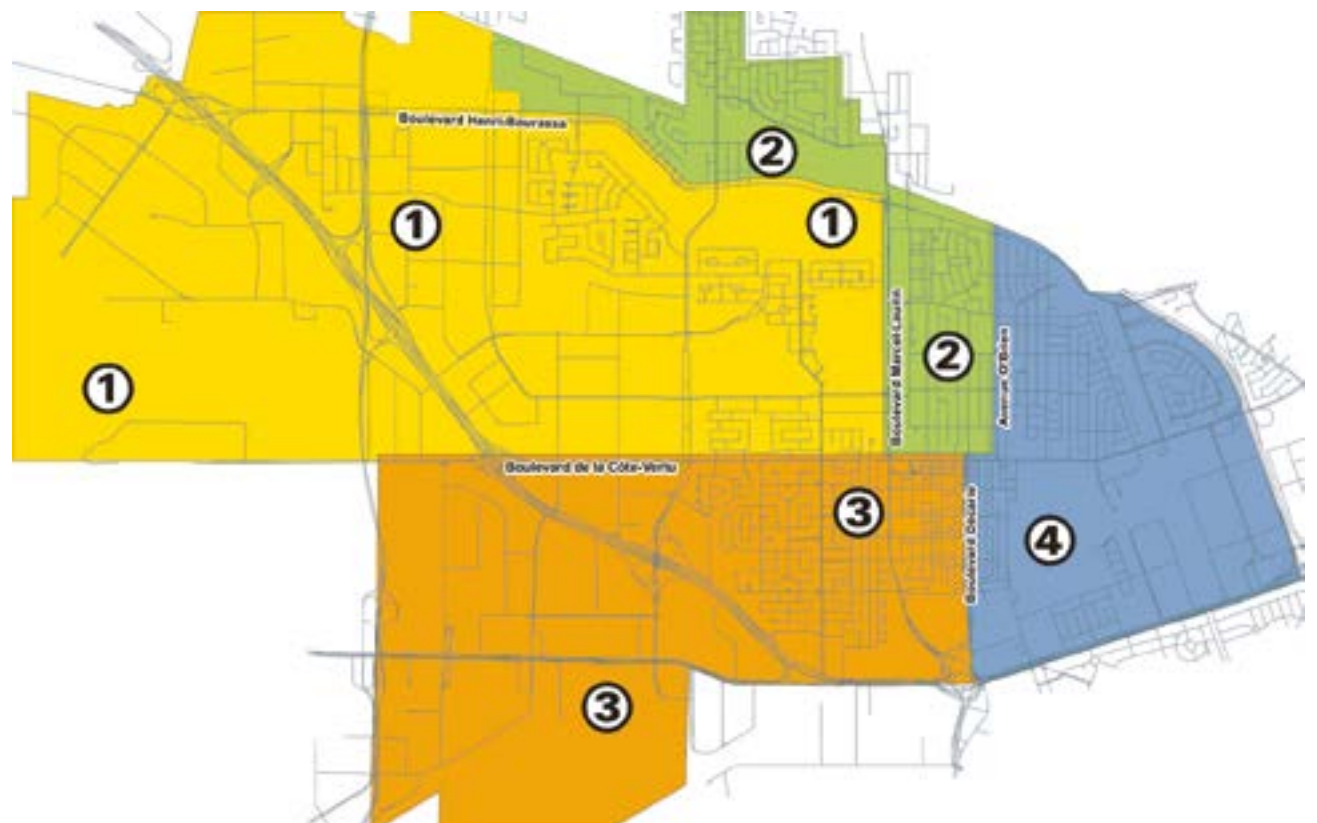 Boulevard Henri-Bourassa
2
1
1
Boulevard Marcel-Laurin
Avenue O'Brien
2
1
Boulevard de la Côte-Vertu
3
Boulevard Décarie
4
3